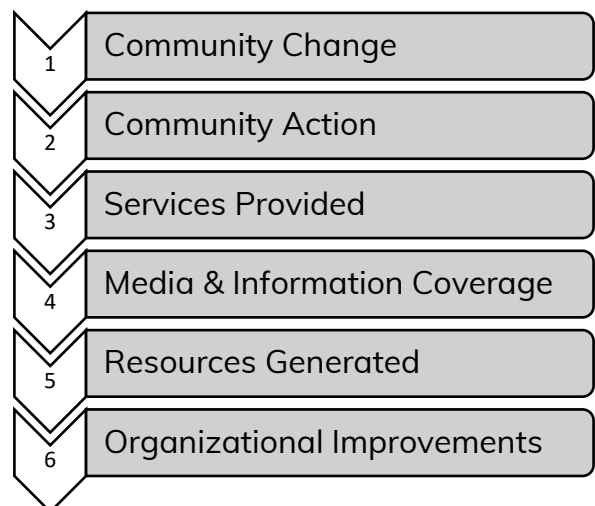 1 Community Change
2 Community Action
3 Services Provided
4 Media & Information Coverage
5 Resources Generated
6 Organizational Improvements